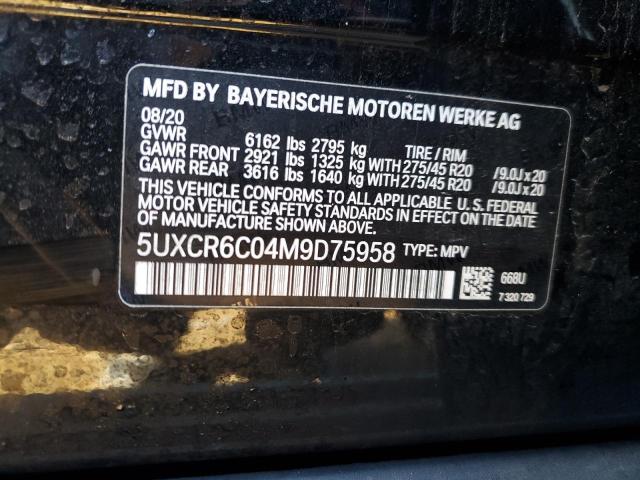 MFD BY BAYERISCHE MOTOREN WERKE AG
08/20
GVWR 6162 lbs 2795 kg TIRE / RIM
GAWR FRONT 2921 lbs 1325 kg WITH 275/45 R20 /9.0J x 20
GAWR REAR 3616 lbs 1640 kg WITH 275/45 R20 /9.0J x 20
THIS VEHICLE CONFORMS TO ALL APPLICABLE U.S. FEDERAL
MOTOR VEHICLE SAFETY STANDARDS IN EFFECT ON THE
DATE OF MANUFACTURE SHOWN ABOVE.
5UXCR6C04M9D75958 TYPE: MPV
668U
7 320 729